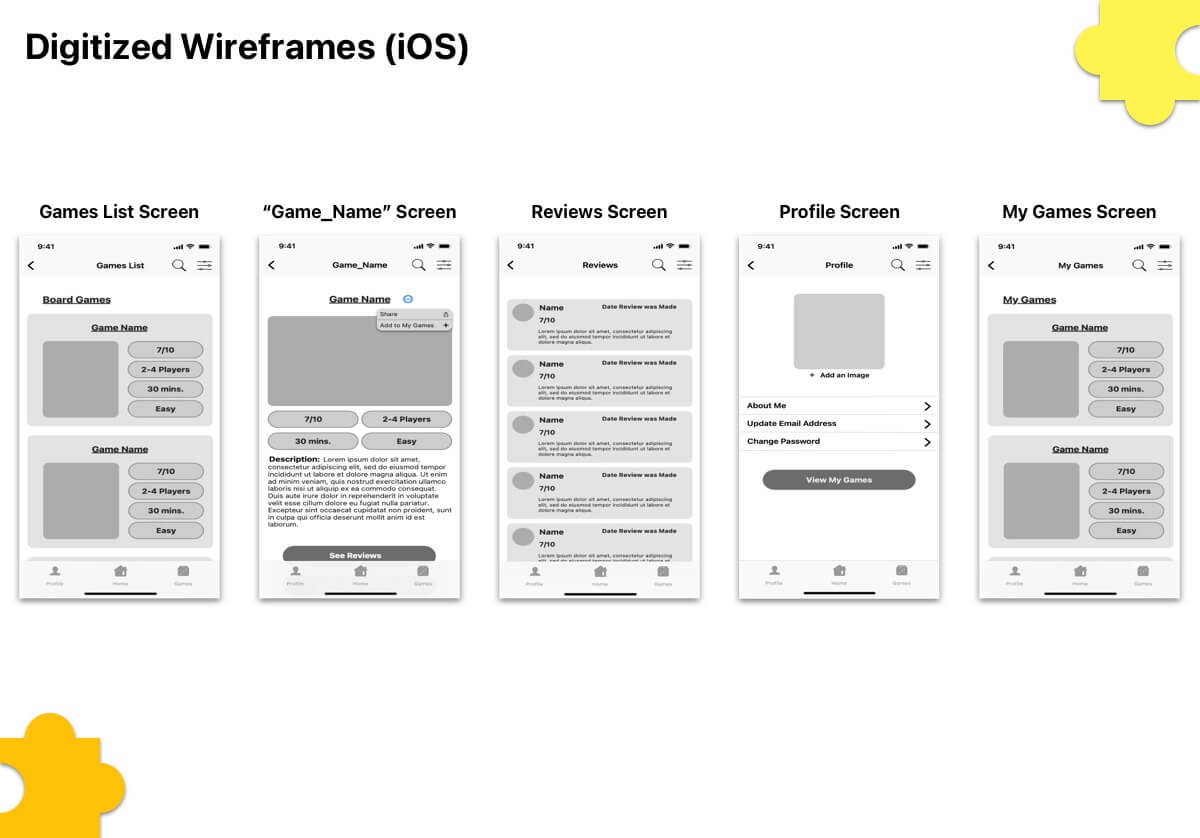 Digitized Wireframes (iOS)
Games List Screen
9:41
Games List
Board Games
Game Name
7/10
2-4 Players
30 mins.
Easy
Game Name
7/10
2-4 Players
30 mins.
Easy
Profile
Home
Games
“Game_Name” Screen
9:41
Game_Name
Game Name
Share
Add to My Games
7/10
2-4 Players
30 mins.
Easy
Description: Lorem ipsum dolor sit amet,
consectetur adipiscing elit, sed do eiusmod tempor
incididunt ut labore et dolore magna aliqua. Ut enim
ad minim veniam, quis nostrud exercitation ullamco
laboris nisi ut aliquip ex ea commodo consequat.
Duis aute irure dolor in reprehenderit in voluptate
velit esse cillum dolore eu fugiat nulla pariatur.
Excepteur sint occaecat cupidatat non proident, sunt
in culpa qui officia deserunt mollit anim id est
laborum.
See Reviews
Profile
Home
Games
Reviews Screen
9:41
Reviews
Name
Date Review was Made
7/10
Lorem ipsum dolor sit amet, consectetur adipiscing
elit, sed do eiusmod tempor incididunt ut labore et
dolore magna aliqua.
Name
Date Review was Made
7/10
Lorem ipsum dolor sit amet, consectetur adipiscing
elit, sed do eiusmod tempor incididunt ut labore et
dolore magna aliqua.
Name
Date Review was Made
7/10
Lorem ipsum dolor sit amet, consectetur adipiscing
elit, sed do eiusmod tempor incididunt ut labore et
dolore magna aliqua.
Name
Date Review was Made
7/10
Lorem ipsum dolor sit amet, consectetur adipiscing
elit, sed do eiusmod tempor incididunt ut labore et
dolore magna aliqua.
Name
Date Review was Made
7/10
Lorem ipsum dolor sit amet, consectetur adipiscing
Profile
Home
Games
Profile Screen
9:41
Profile
+ Add an Image
About Me
Update Email Address
Change Password
View My Games
Profile
Home
Games
My Games Screen
9:41
My Games
My Games
Game Name
7/10
2-4 Players
30 mins.
Easy
Game Name
7/10
2-4 Players
30 mins.
Easy
Profile
Home
Games